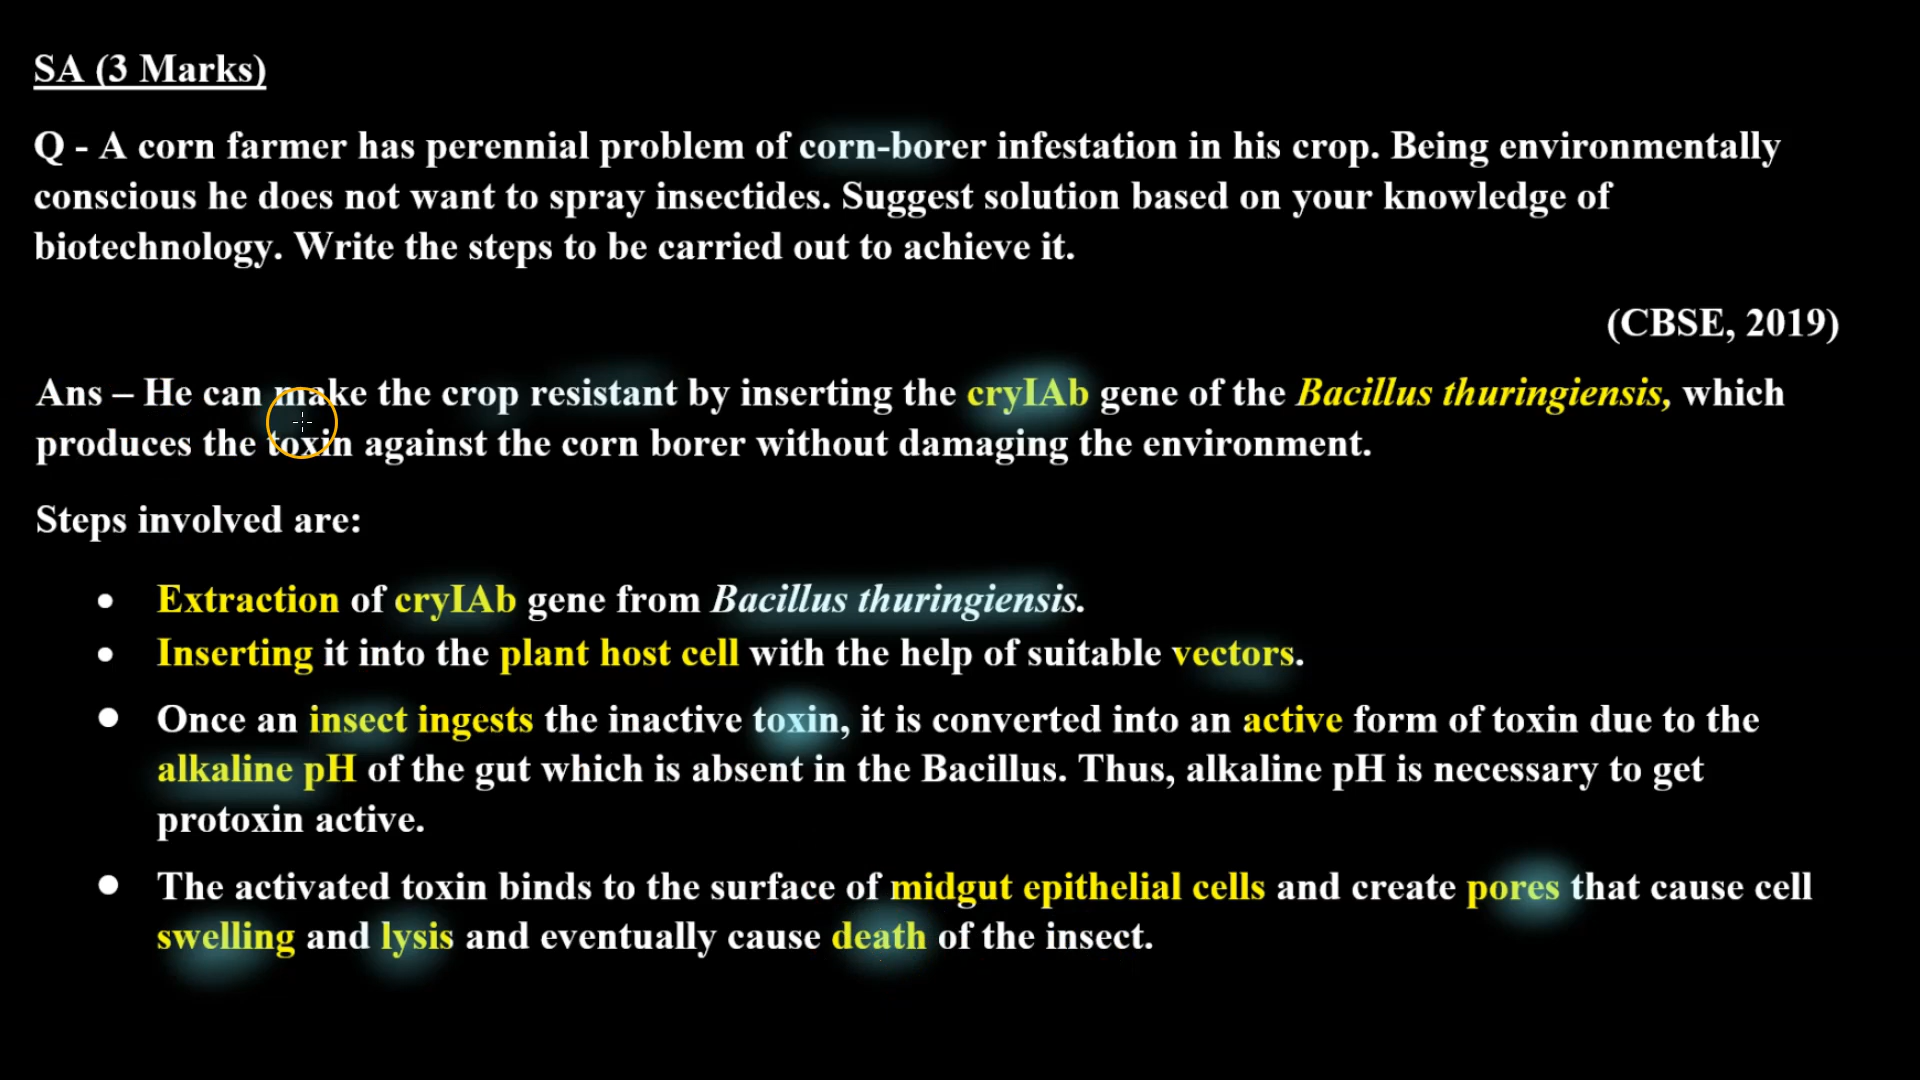 SA (3 Marks)
Q - A corn farmer has perennial problem of corn-borer infestation in his crop. Being environmentally
conscious he does not want to spray insectides. Suggest solution based on your knowledge of
biotechnology. Write the steps to be carried out to achieve it.
(CBSE, 2019)
Ans – He can make the crop resistant by inserting the cryIAb gene of the Bacillus thuringiensis, which
produces the toxin against the corn borer without damaging the environment.
Steps involved are:
• Extraction of cryIAb gene from Bacillus thuringiensis.
• Inserting it into the plant host cell with the help of suitable vectors.
• Once an insect ingests the inactive toxin, it is converted into an active form of toxin due to the
alkaline pH of the gut which is absent in the Bacillus. Thus, alkaline pH is necessary to get
protoxin active.
• The activated toxin binds to the surface of midgut epithelial cells and create pores that cause cell
swelling and lysis and eventually cause death of the insect.